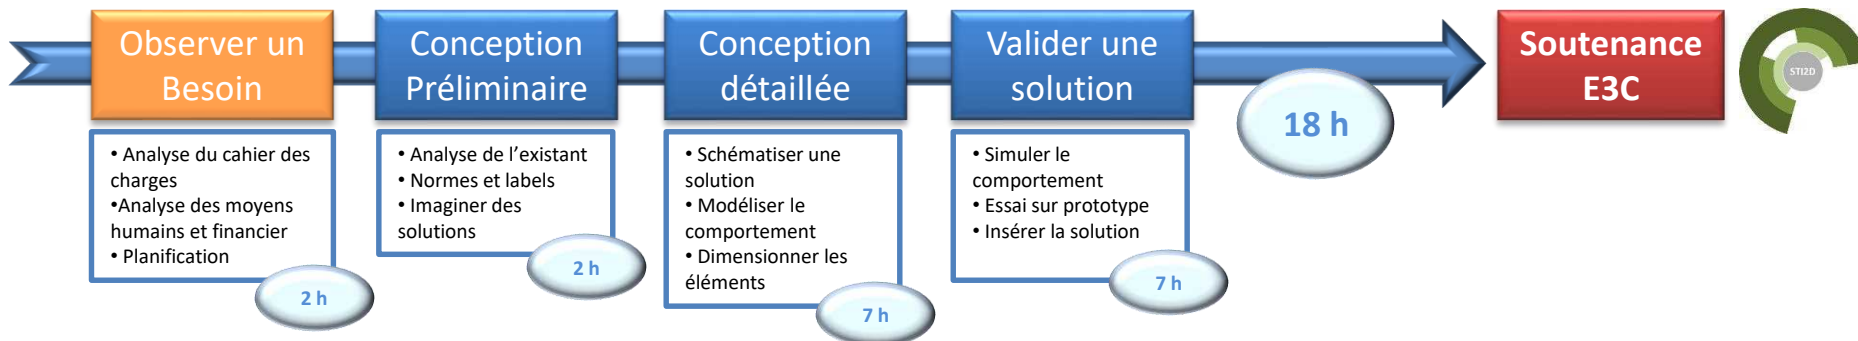 Observer un
Besoin
• Analyse du cahier des
charges
•Analyse des moyens
humains et financier
• Planification
2 h
Conception
Préliminaire
• Analyse de l’existant
• Normes et labels
• Imaginer des
solutions
2 h
Conception
détaillée
• Schématiser une
solution
• Modéliser le
comportement
• Dimensionner les
éléments
7 h
Valider une
solution
• Simuler le
comportement
• Essai sur prototype
• Insérer la solution
7 h
18 h
Soutenance
E3C
STI2D